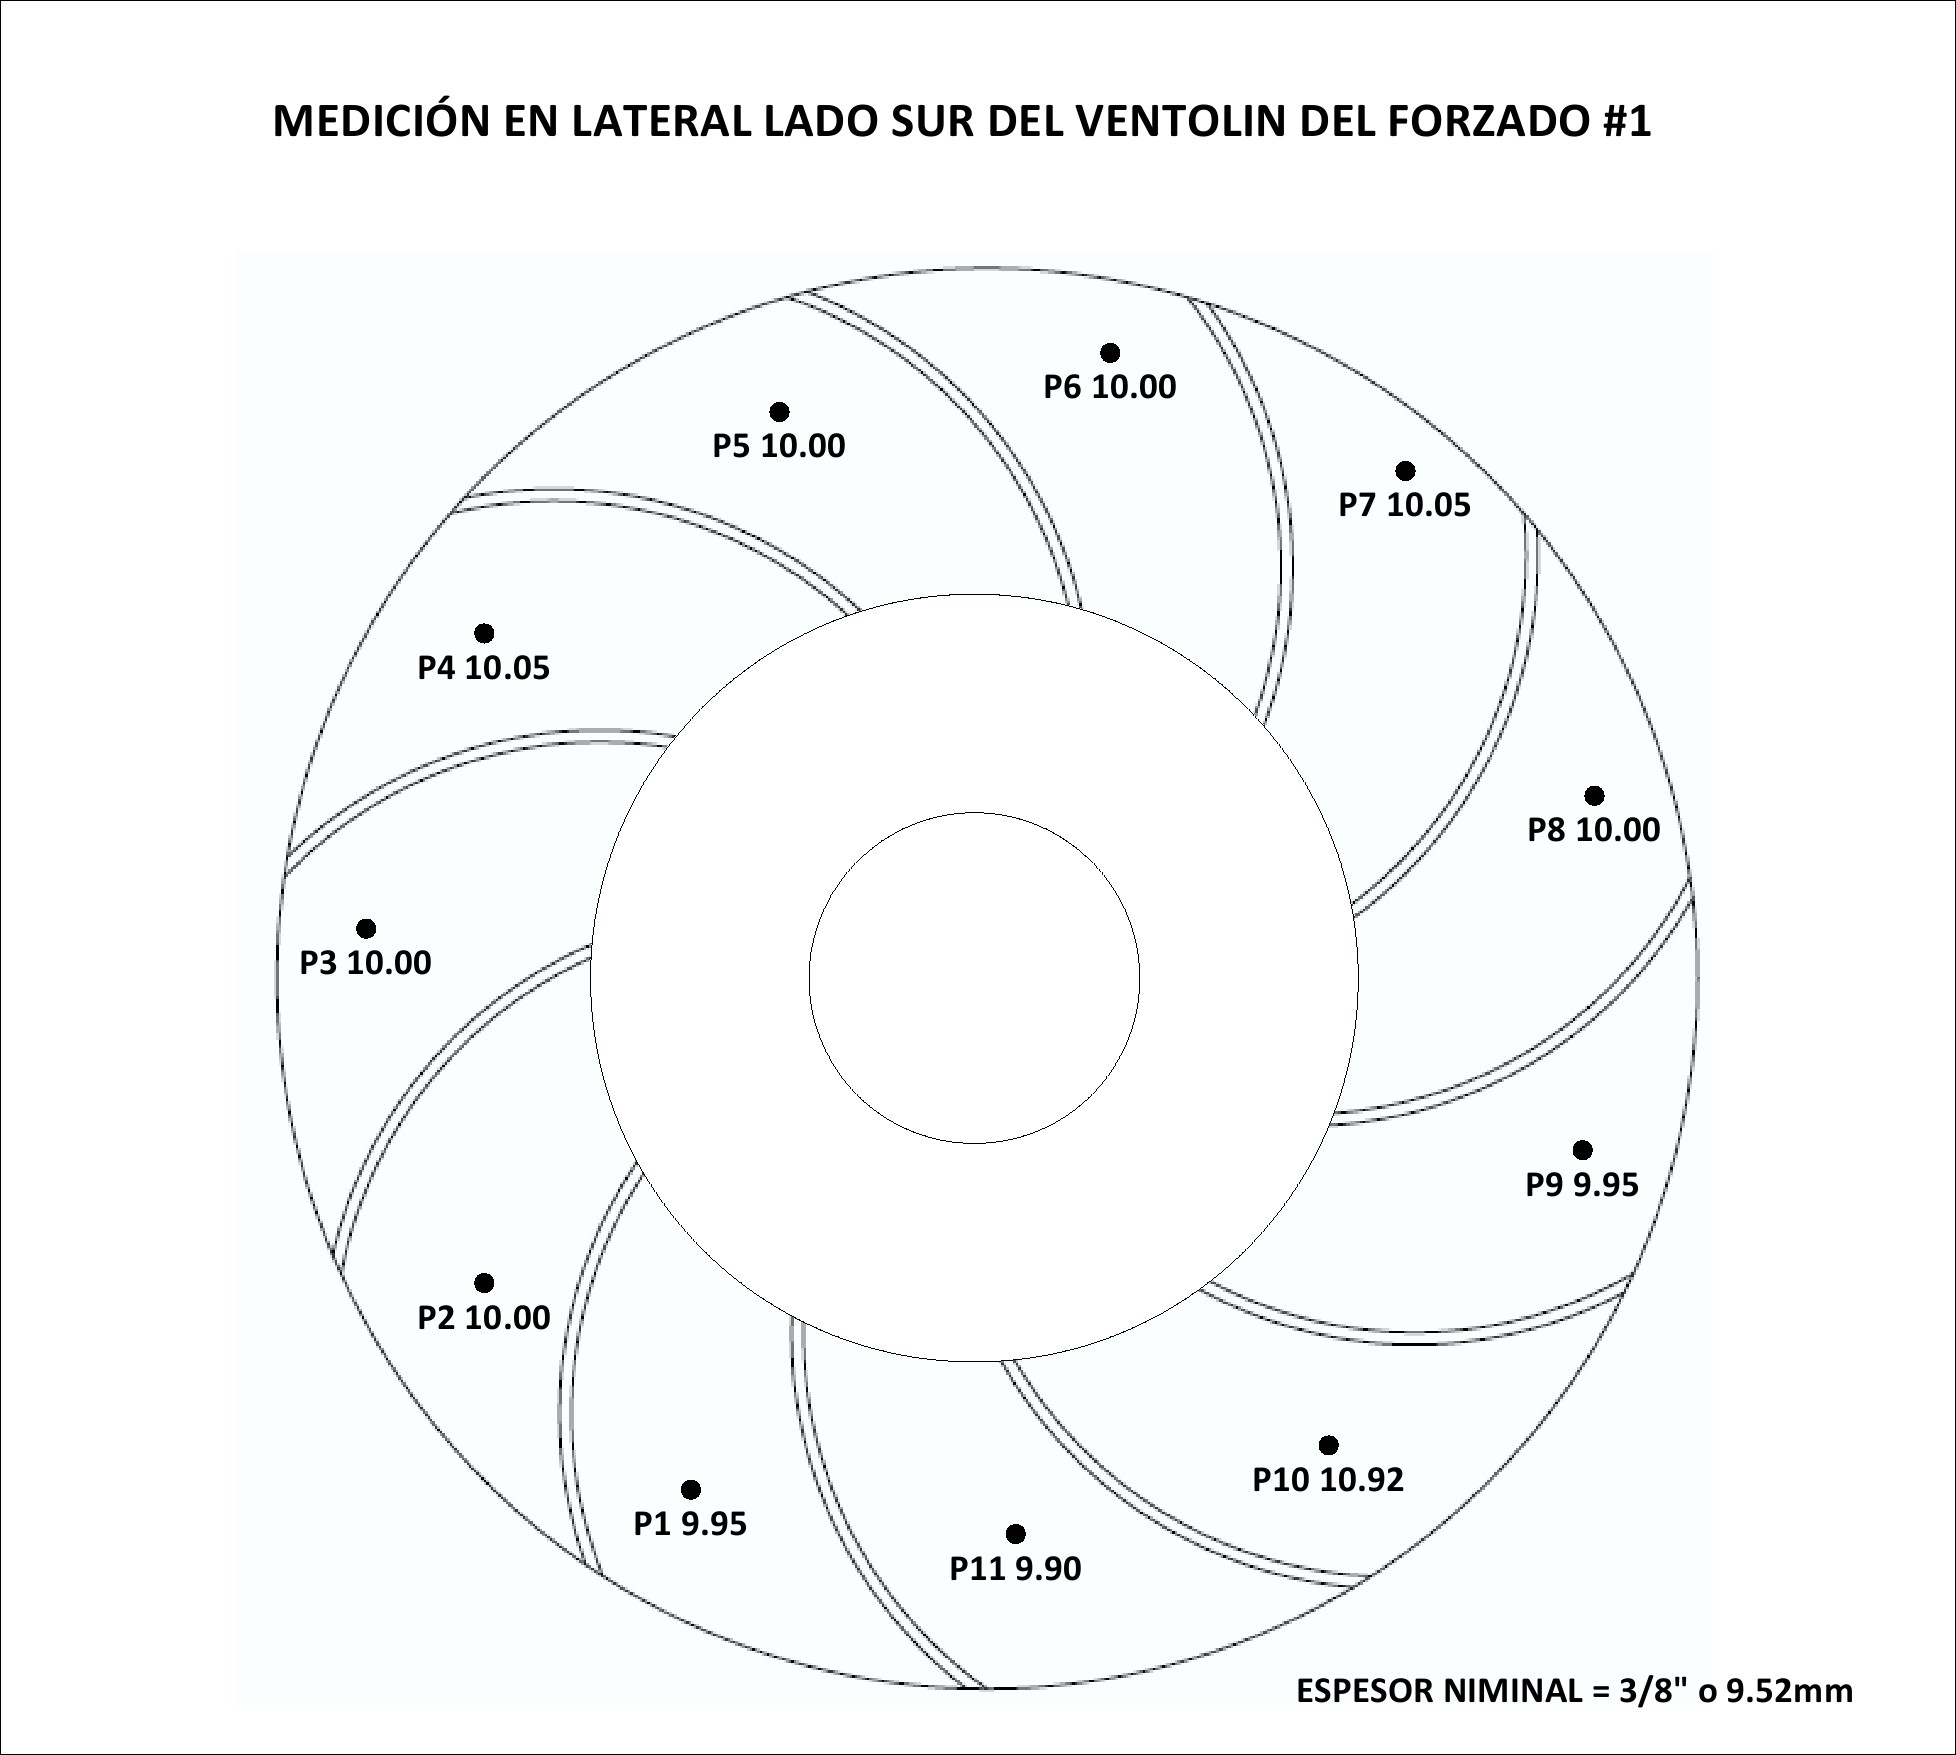 MEDICIÓN EN LATERAL LADO SUR DEL VENTOLIN DEL FORZADO #1
P6 10.00
P5 10.00
P7 10.05
P4 10.05
P8 10.00
P3 10.00
P9 9.95
P2 10.00
P10 10.92
P1 9.95
P11 9.90
ESPESOR NIMINAL = 3/8" o 9.52mm